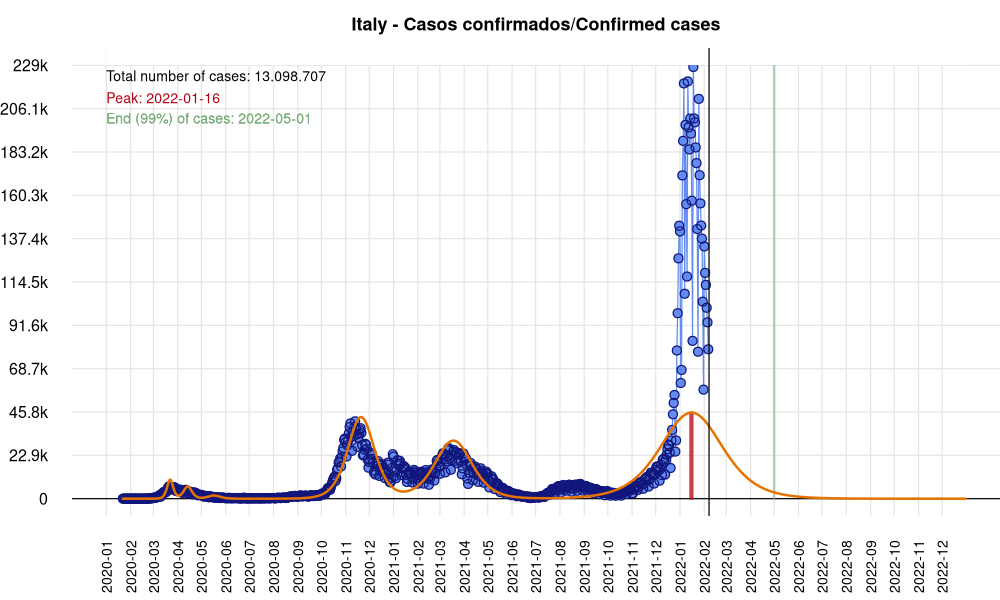 Italy - Casos confirmados/Confirmed cases
Total number of cases: 13.098.707
Peak: 2022-01-16
End (99%) of cases: 2022-05-01
229k
206.1k
183.2k
160.3k
137.4k
114.5k
91.6k
68.7k
45.8k
22.9k
0
2020-01
2020-02
2020-03
2020-04
2020-05
2020-06
2020-07
2020-08
2020-09
2020-10
2020-11
2020-12
2021-01
2021-02
2021-03
2021-04
2021-05
2021-06
2021-07
2021-08
2021-09
2021-10
2021-11
2021-12
2022-01
2022-02
2022-03
2022-04
2022-05
2022-06
2022-07
2022-08
2022-09
2022-10
2022-11
2022-12